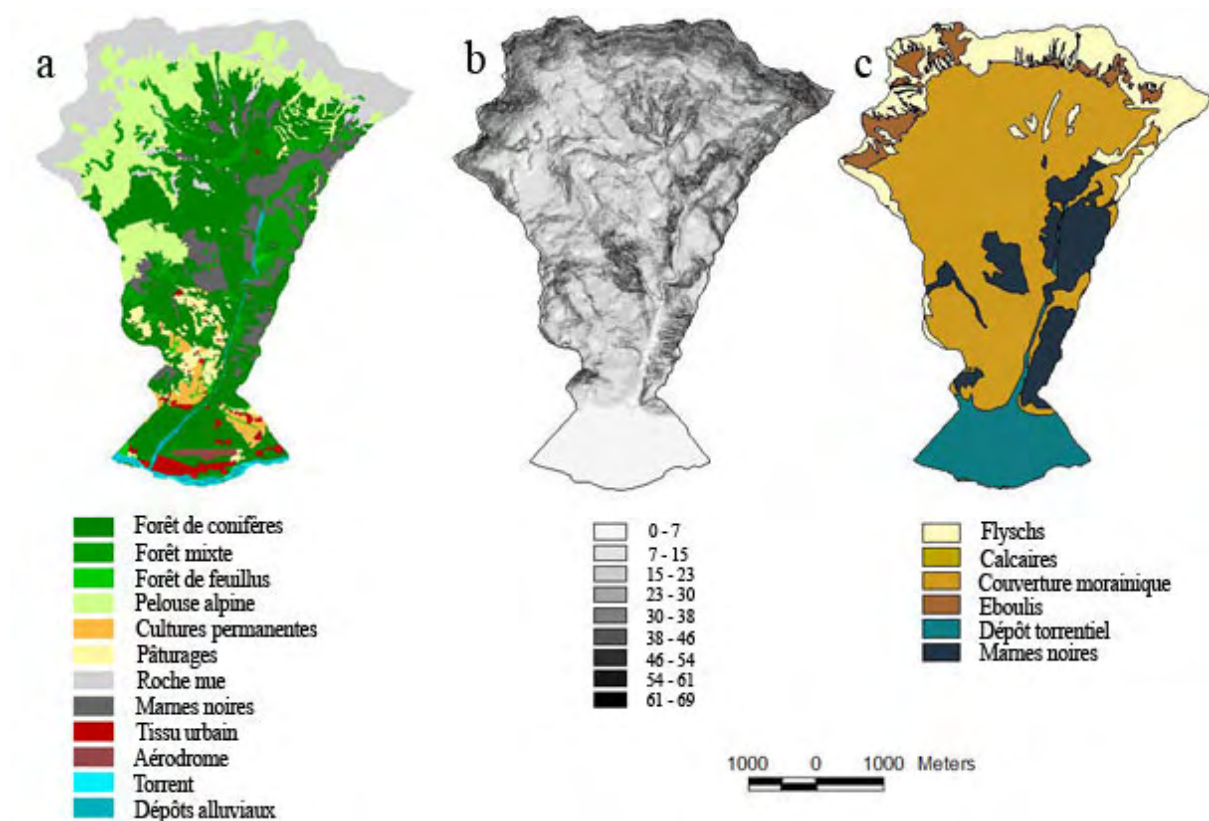 a
b
c
Forêt de conifères
Forêt mixte
Forêt de feuillus
Pelouse alpine
Cultures permanentes
Pâturages
Roche nue
Marnes noires
Tissu urbain
Aérodrome
Torrent
Dépôts alluviaux
0 - 7
7 - 15
15 - 23
23 - 30
30 - 38
38 - 46
46 - 54
54 - 61
61 - 69
Flyschs
Calcaires
Couverture morainique
Eboulis
Dépôt torrentiel
Marnes noires
1000 0 1000 Meters